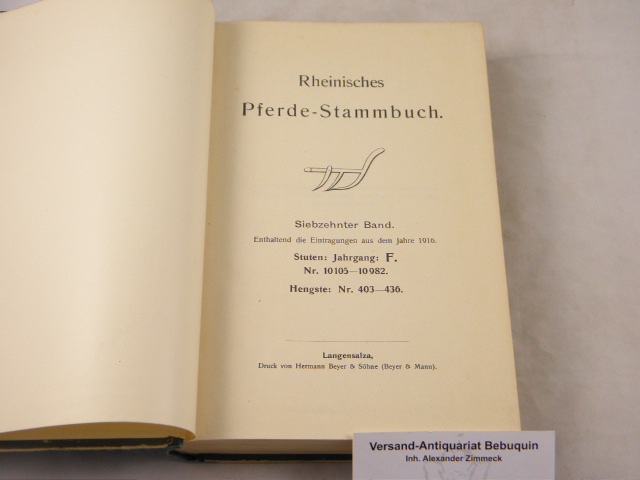 Rheinisches
Pferde-Stammbuch.
Siebzehnter Band.
Enthaltend die Eintragungen aus dem Jahre 1916.
Stuten: Jahrgang: F.
Nr. 10105—10982.
Hengste: Nr. 403—436.
Langensalza,
Druck von Hermann Beyer & Söhne (Beyer & Mann).
Versand-Antiquariat Bebuquin
Inh. Alexander Zimmeck